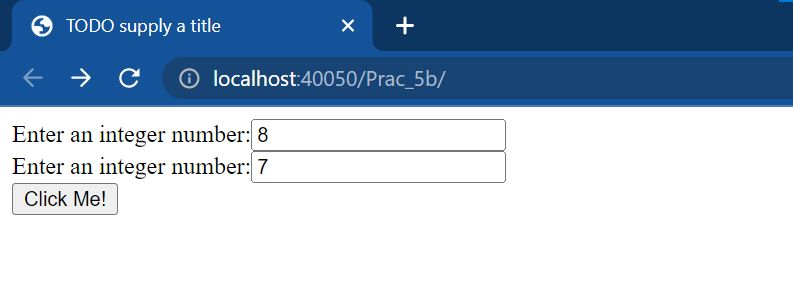 TODO supply a title
localhost:40050/Prac_5b/
Enter an integer number: 8
Enter an integer number: 7
Click Me!